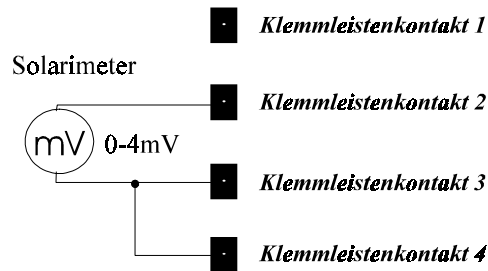 Klemmleistenkontakt 1
Solarimeter
Klemmleistenkontakt 2
mV 0-4mV
Klemmleistenkontakt 3
Klemmleistenkontakt 4